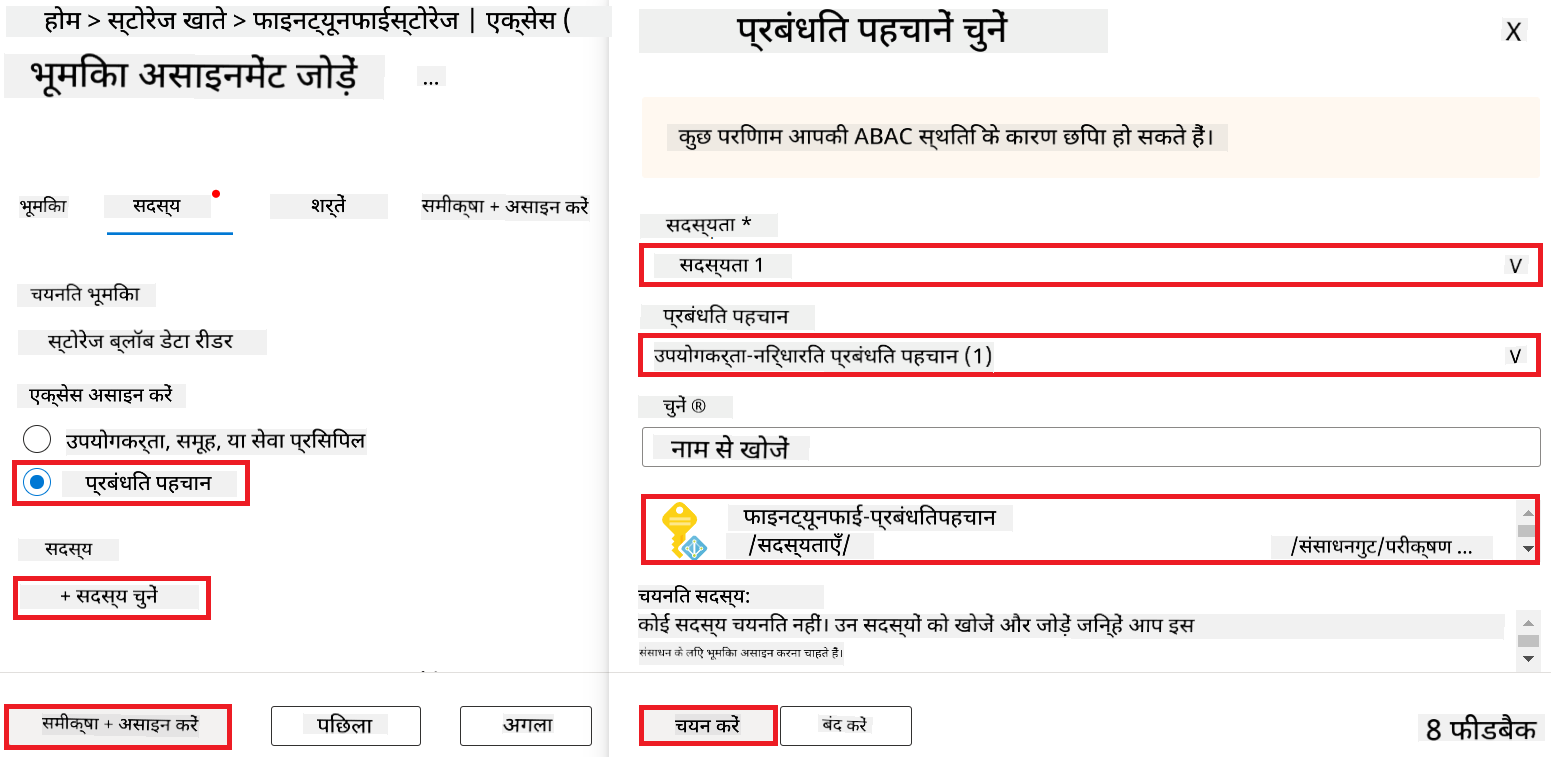 होम > स्टोरेज खाते > फाइनट्यूनफाईस्टोरेज | एक्सेस (
भूमिका असाइनमेंट जोड़ें ...
भूमिका सदस्य शर्तें समीक्षा + असाइन करें
चयनित भूमिका
स्टोरेज ब्लॉब डेटा रीडर
एक्सेस असाइन करें
उपयोगकर्ता, समूह, या सेवा प्रिंसिपल
प्रबंधित पहचान
सदस्य
+ सदस्य चुनें
समीक्षा + असाइन करें पिछला अगला
प्रबंधित पहचानें चुनें X
कुछ परिणाम आपकी ABAC स्थिति के कारण छिपा हो सकते हैं।
सदस्यता *
सदस्यता 1 V
प्रबंधित पहचान
उपयोगकर्ता-निर्धारित प्रबंधित पहचान (1) V
चुनें ®
नाम से खोजें
फाइनट्यूनफाई-प्रबंधितपहचान
/सदस्यताएँ/ /संसाधनगुट/परीक्षण ...
चयनित सदस्य:
कोई सदस्य चयनित नहीं। उन सदस्यों को खोजें और जोड़ें जिन्हें आप इस
संसाधन के लिए भूमिका असाइन करना चाहते हैं।
चयन करें बंद करें 8 फीडबैक